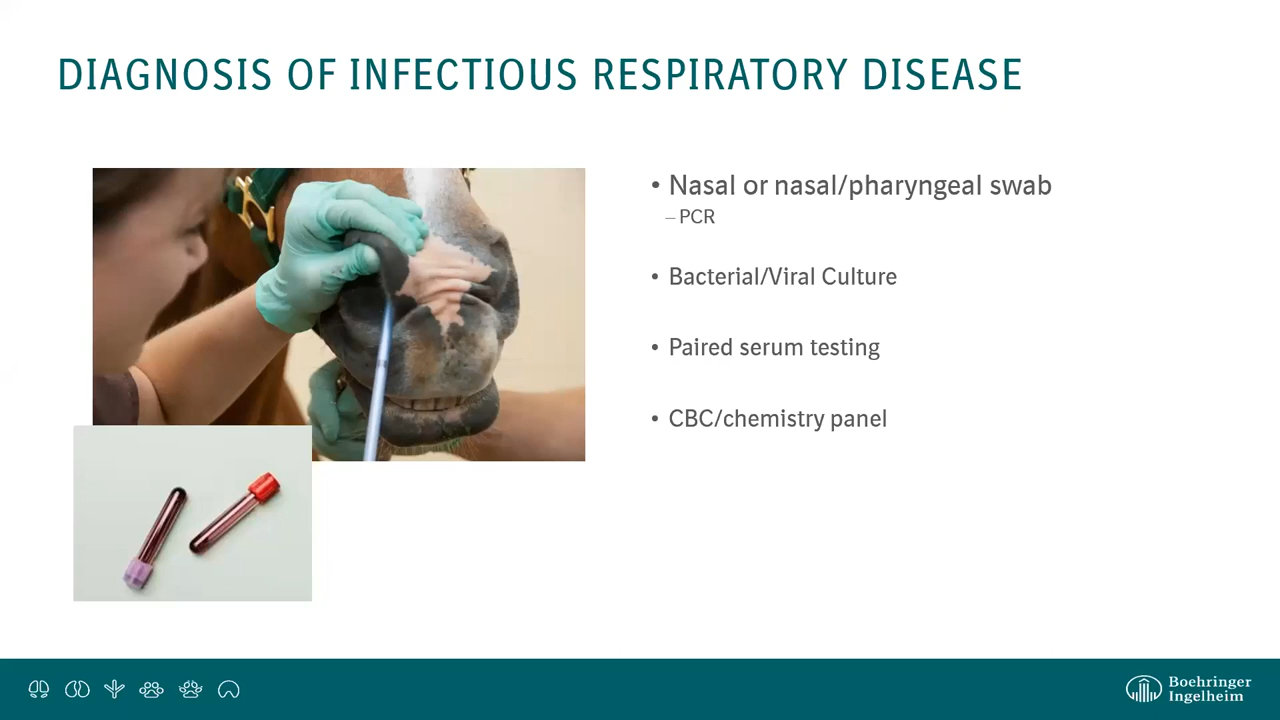 DIAGNOSIS OF INFECTIOUS RESPIRATORY DISEASE
• Nasal or nasal/pharyngeal swab
– PCR
• Bacterial/Viral Culture
• Paired serum testing
• CBC/chemistry panel
Boehringer
Ingelheim